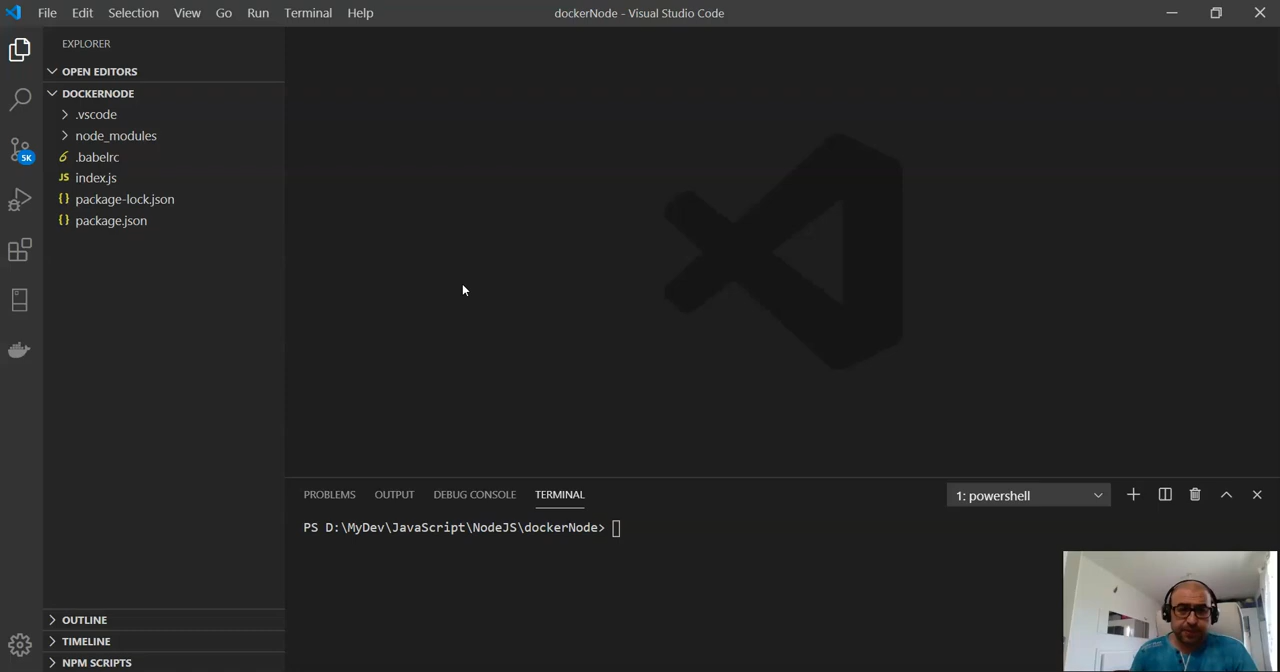 File Edit Selection View Go Run Terminal Help
dockerNode - Visual Studio Code
EXPLORER
OPEN EDITORS
DOCKERNODE
.vscode
node_modules
.babelrc
JS index.js
{} package-lock.json
{} package.json
5K
PROBLEMS OUTPUT DEBUG CONSOLE TERMINAL
1: powershell
PS D:\MyDev\JavaScript\NodeJS\dockerNode>
OUTLINE
TIMELINE
NPM SCRIPTS